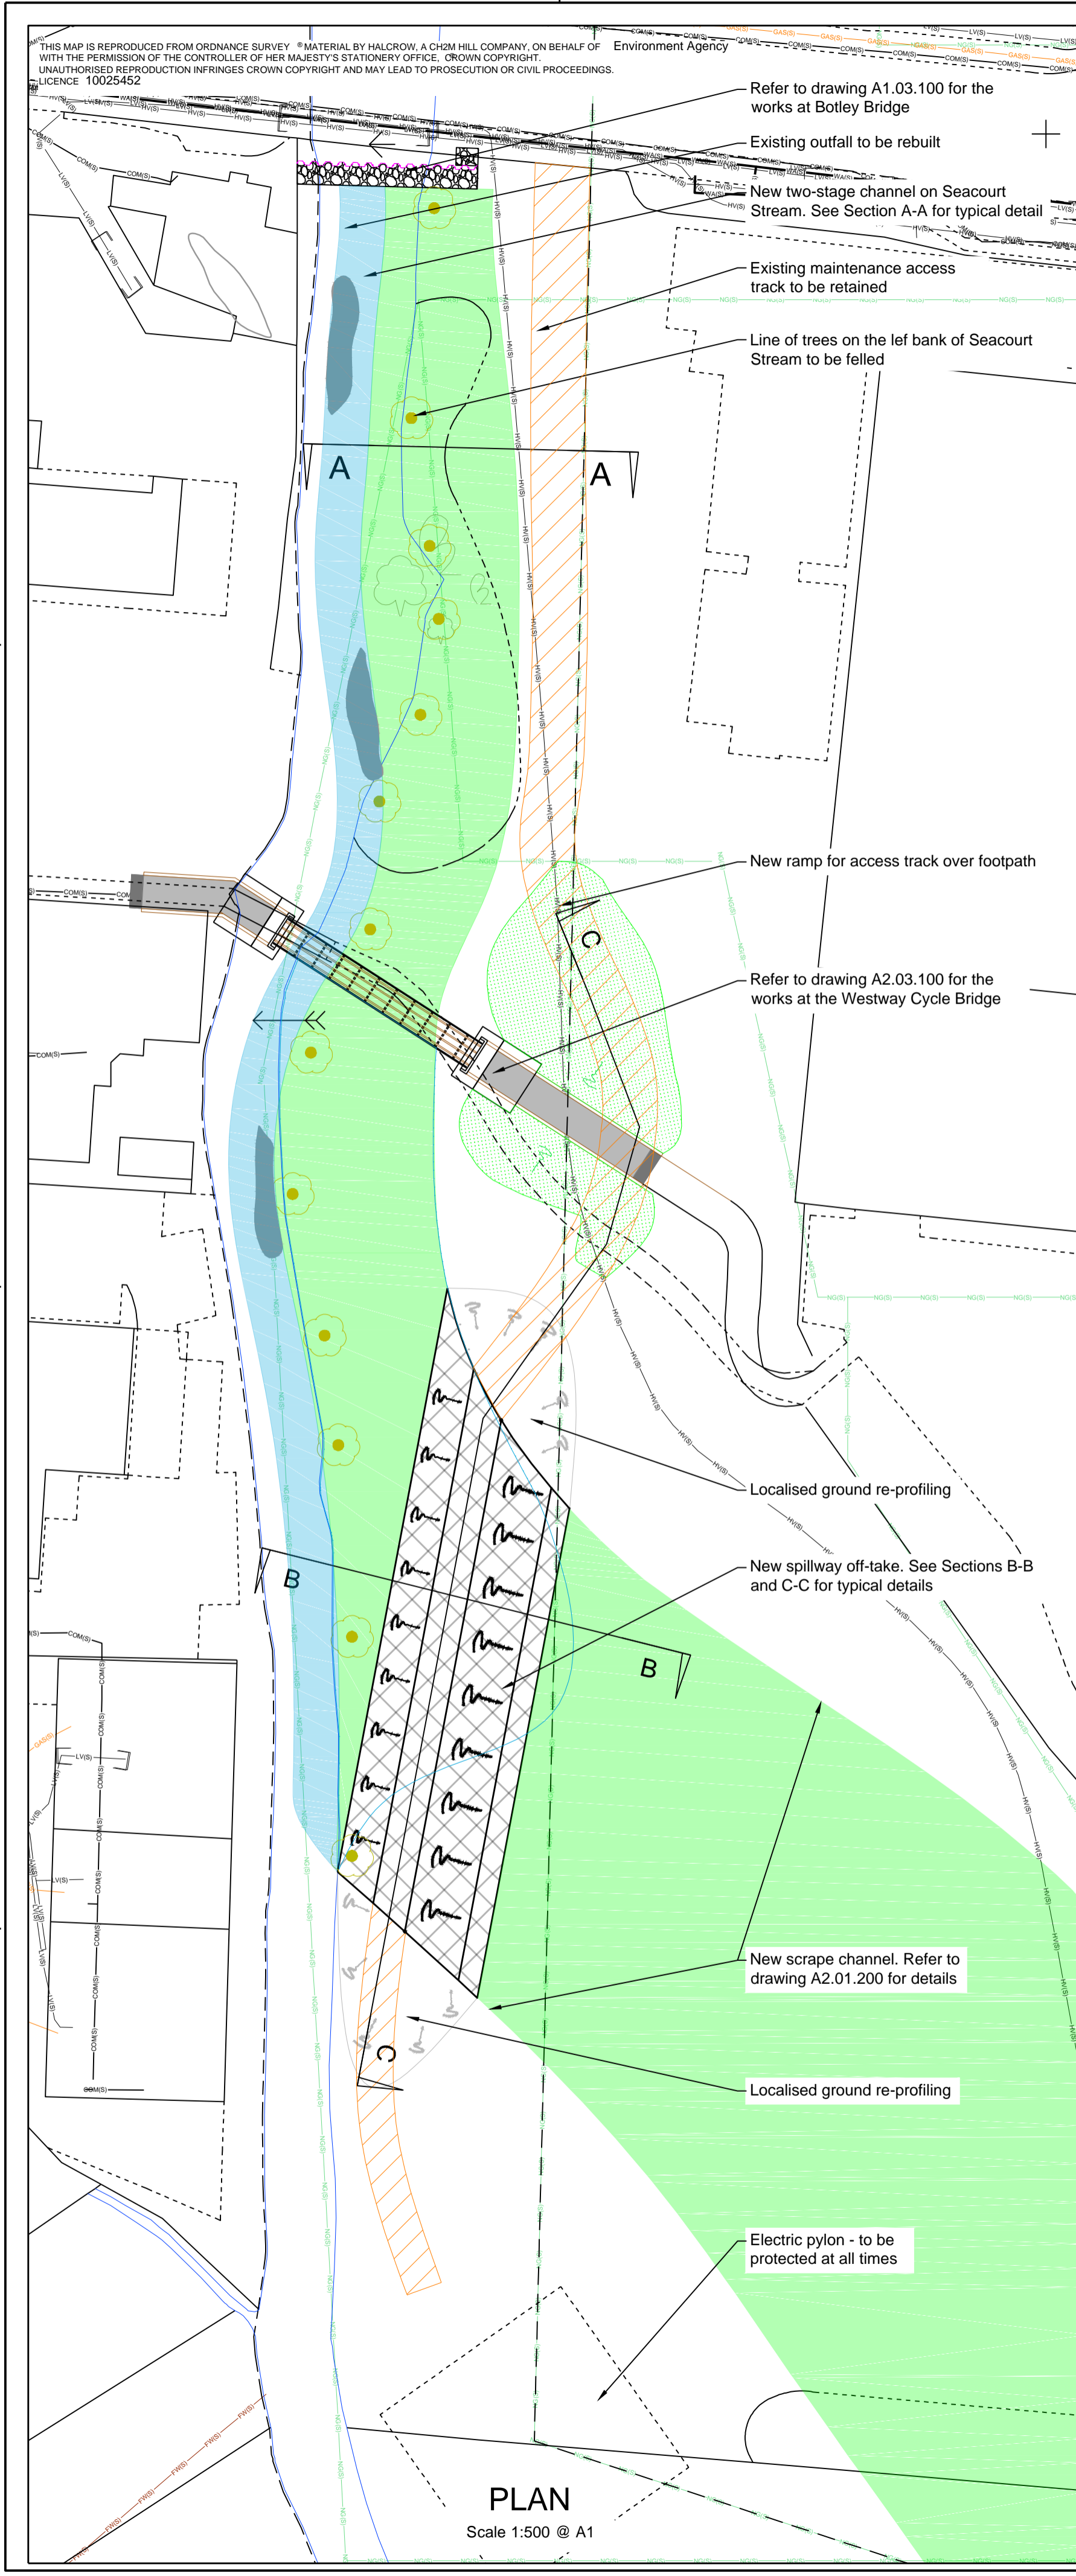 THIS MAP IS REPRODUCED FROM ORDNANCE SURVEY ® MATERIAL BY HALCROW, A CH2M HILL COMPANY, ON BEHALF OF Environment Agency
WITH THE PERMISSION OF THE CONTROLLER OF HER MAJESTY'S STATIONERY OFFICE, © CROWN COPYRIGHT.
UNAUTHORISED REPRODUCTION INFRINGES CROWN COPYRIGHT AND MAY LEAD TO PROSECUTION OR CIVIL PROCEEDINGS.
LICENCE 10025452
Refer to drawing A1.03.100 for the
works at Botley Bridge
Existing outfall to be rebuilt
New two-stage channel on Seacourt
Stream. See Section A-A for typical detail
Existing maintenance access
track to be retained
Line of trees on the lef bank of Seacourt
Stream to be felled
A
A
New ramp for access track over footpath
C
Refer to drawing A2.03.100 for the
works at the Westway Cycle Bridge
Localised ground re-profiling
New spillway off-take. See Sections B-B
and C-C for typical details
B
B
New scrape channel. Refer to
drawing A2.01.200 for details
C
Localised ground re-profiling
Electric pylon - to be
protected at all times
PLAN
Scale 1:500 @ A1